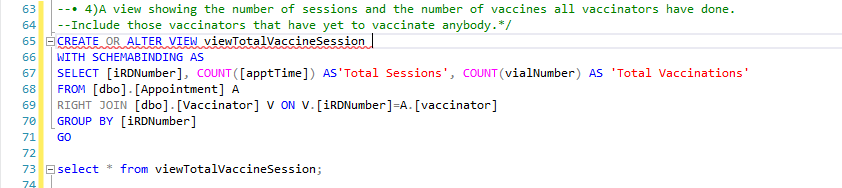 63 --• 4)A view showing the number of sessions and the number of vaccines all vaccinators have done.
64 --Include those vaccinators that have yet to vaccinate anybody.*/
65 CREATE OR ALTER VIEW viewTotalVaccineSession
66 WITH SCHEMABINDING AS
67 SELECT [iRDNumber], COUNT([apptTime]) AS'Total Sessions', COUNT(vialNumber) AS 'Total Vaccinations'
68 FROM [dbo].[Appointment] A
69 RIGHT JOIN [dbo].[Vaccinator] V ON V.[iRDNumber]=A.[vaccinator]
70 GROUP BY [iRDNumber]
71 GO
72
73 select * from viewTotalVaccineSession;
74